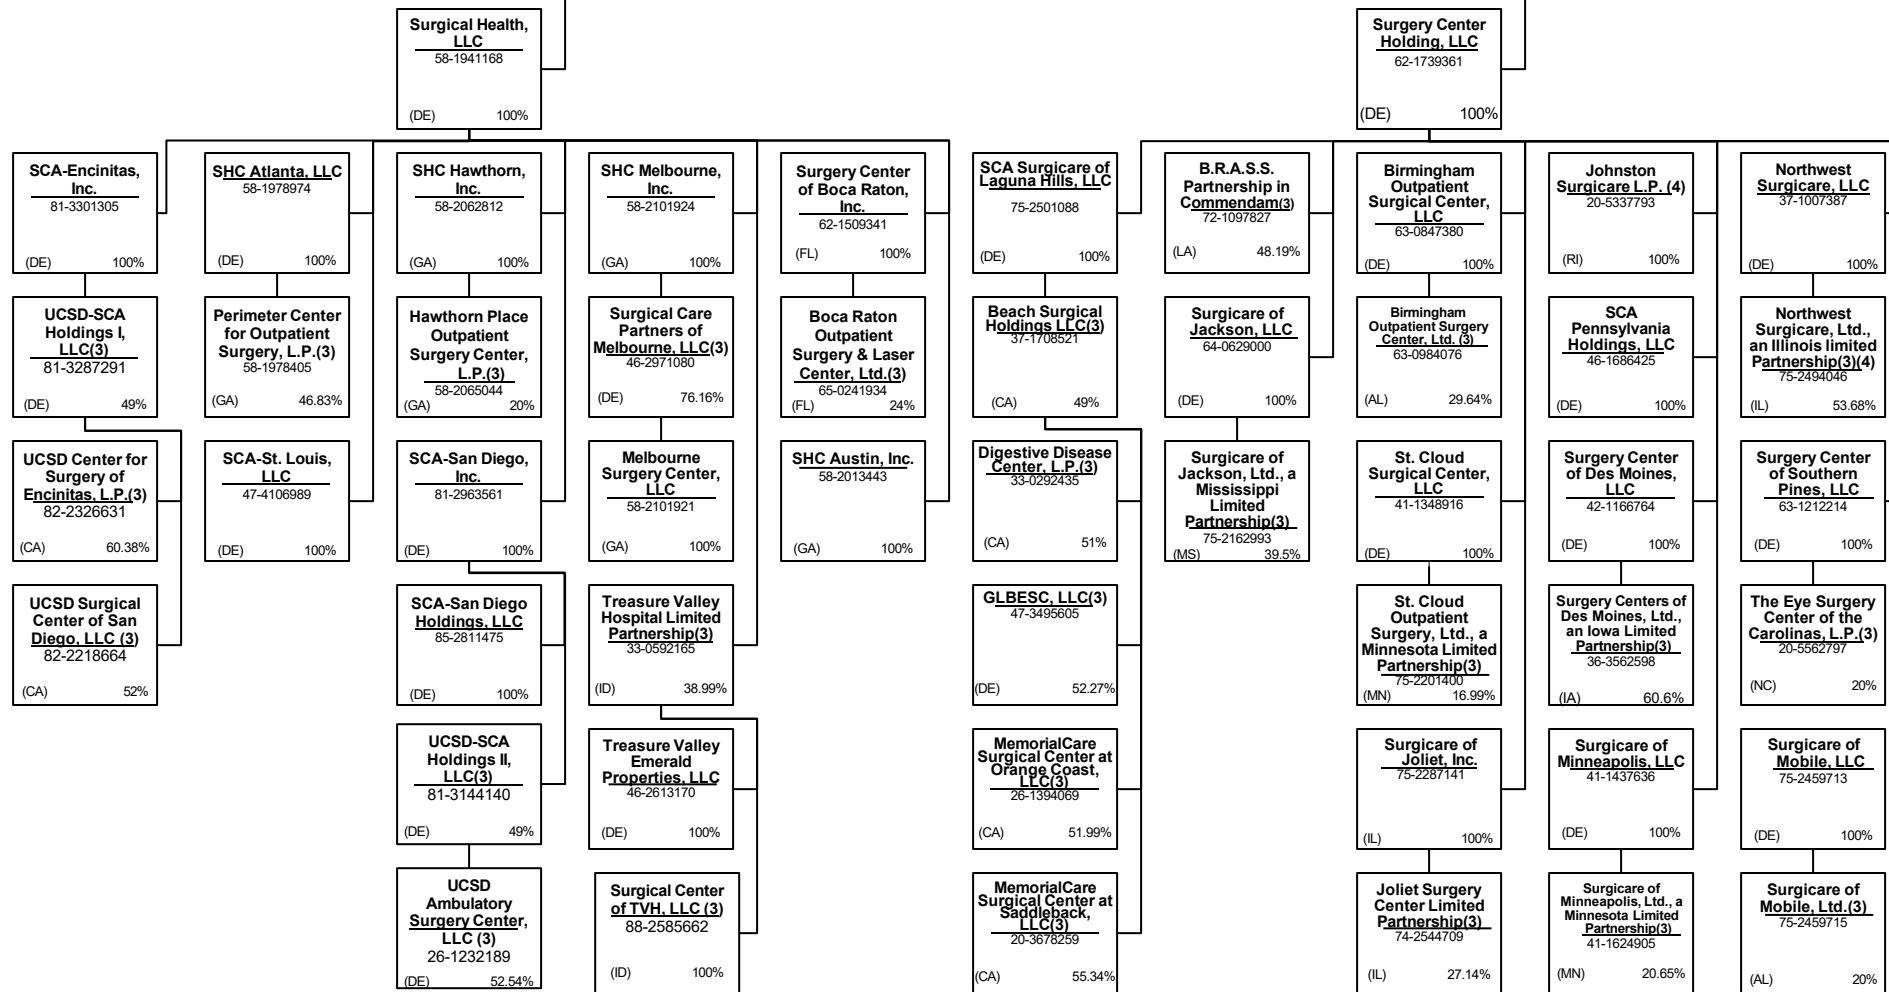 Surgical Health,
LLC
58-1941168
(DE) 100%
Surgery Center
Holding, LLC
62-1739361
(DE) 100%
SCA-Encinitas,
Inc.
81-3301305
(DE) 100%
SHC Atlanta, LLC
58-1978974
(DE) 100%
SHC Hawthorn,
Inc.
58-2062812
(GA) 100%
SHC Melbourne,
Inc.
58-2101924
(GA) 100%
Surgery Center
of Boca Raton,
Inc.
62-1509341
(FL) 100%
SCA Surgicare of
Laguna Hills, LLC
75-2501088
(DE) 100%
B.R.A.S.S.
Partnership in
Commendam(3)
72-1097827
(LA) 48.19%
Birmingham
Outpatient
Surgical Center,
LLC
63-0847380
(DE) 100%
Johnston
Surgicare L.P. (4)
20-5337793
(RI) 100%
Northwest
Surgicare, LLC
37-1007387
(DE) 100%
UCSD-SCA
Holdings I,
LLC(3)
81-3287291
(DE) 49%
Perimeter Center
for Outpatient
Surgery, L.P.(3)
58-1978405
(GA) 46.83%
Hawthorn Place
Outpatient
Surgery Center,
L.P.(3)
58-2065044
(GA) 20%
Surgical Care
Partners of
Melbourne, LLC(3)
46-2971080
(DE) 76.16%
Boca Raton
Outpatient
Surgery & Laser
Center, Ltd.(3)
65-0241934
(FL) 24%
Beach Surgical
Holdings LLC(3)
37-1708521
(CA) 49%
Surgicare of
Jackson, LLC
64-0629000
(DE) 100%
Birmingham
Outpatient Surgery
Center, Ltd. (3)
63-0984076
(AL) 29.64%
SCA
Pennsylvania
Holdings, LLC
46-1686425
(DE) 100%
Northwest
Surgicare, Ltd.,
an Illinois limited
Partnership(3)(4)
75-2494046
(IL) 53.68%
UCSD Center for
Surgery of
Encinitas, L.P.(3)
82-2326631
(CA) 60.38%
SCA-St. Louis,
LLC
47-4106989
(DE) 100%
SCA-San Diego,
Inc.
81-2963561
(DE) 100%
Melbourne
Surgery Center,
LLC
58-2101921
(GA) 100%
SHC Austin, Inc.
58-2013443
(GA) 100%
Digestive Disease
Center, L.P.(3)
33-0292435
(CA) 51%
Surgicare of
Jackson, Ltd., a
Mississippi
Limited
Partnership(3)
75-2162993
(MS) 39.5%
St. Cloud
Surgical Center,
LLC
41-1348916
(DE) 100%
Surgery Center
of Des Moines,
LLC
42-1166764
(DE) 100%
Surgery Center
of Southern
Pines, LLC
63-1212214
(DE) 100%
UCSD Surgical
Center of San
Diego, LLC (3)
82-2218664
(CA) 52%
SCA-San Diego
Holdings, LLC
85-2811475
(DE) 100%
Treasure Valley
Hospital Limited
Partnership(3)
33-0592165
(ID) 38.99%
GLBESC, LLC(3)
47-3495605
(DE) 52.27%
St. Cloud
Outpatient
Surgery, Ltd., a
Minnesota Limited
Partnership(3)
75-2201400
(MN) 16.99%
Surgery Centers of
Des Moines, Ltd.,
an Iowa Limited
Partnership(3)
36-3562598
(IA) 60.6%
The Eye Surgery
Center of the
Carolinas, L.P.(3)
20-5562797
(NC) 20%
UCSD-SCA
Holdings II,
LLC(3)
81-3144140
(DE) 49%
Treasure Valley
Emerald
Properties, LLC
46-2613170
(DE) 100%
MemorialCare
Surgical Center at
Orange Coast,
LLC(3)
26-1394069
(CA) 51.99%
Surgicare of
Joliet, Inc.
75-2287141
(IL) 100%
Surgicare of
Minneapolis, LLC
41-1437636
(DE) 100%
Surgicare of
Mobile, LLC
75-2459713
(DE) 100%
UCSD
Ambulatory
Surgery Center,
LLC (3)
26-1232189
(DE) 52.54%
Surgical Center
of TVH, LLC (3)
88-2585662
(ID) 100%
MemorialCare
Surgical Center at
Saddleback,
LLC(3)
20-3678259
(CA) 55.34%
Joliet Surgery
Center Limited
Partnership(3)
74-2544709
(IL) 27.14%
Surgicare of
Minneapolis, Ltd., a
Minnesota Limited
Partnership(3)
41-1624905
(MN) 20.65%
Surgicare of
Mobile, Ltd.(3)
75-2459715
(AL) 20%